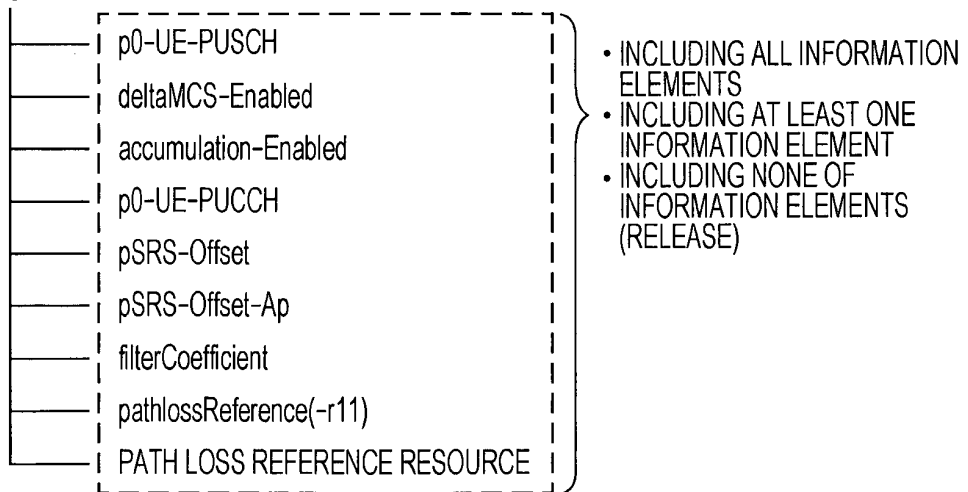 p0-UE-PUSCH
deltaMCS-Enabled
accumulation-Enabled
p0-UE-PUCCH
pSRS-Offset
pSRS-Offset-Ap
filterCoefficient
pathlossReference(-r11)
PATH LOSS REFERENCE RESOURCE
• INCLUDING ALL INFORMATION
ELEMENTS
• INCLUDING AT LEAST ONE
INFORMATION ELEMENT
• INCLUDING NONE OF
INFORMATION ELEMENTS
(RELEASE)